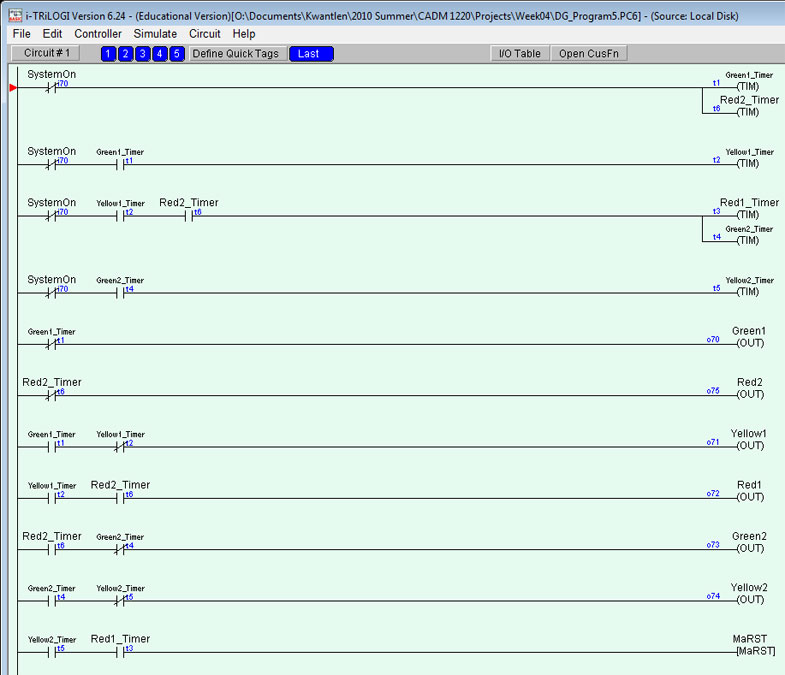 i-TRiLOGI Version 6.24 - (Educational Version)[O:\Documents\Kwantlen\2010 Summer\CADM 1220\Projects\Week04\DG_Program5.PC6] - (Source: Local Disk)
File Edit Controller Simulate Circuit Help
Circuit # 1 1 2 3 4 5 Define Quick Tags Last I/O Table Open CusFn
SystemOn Green1_Timer
i70 t1 (TIM)
Red2_Timer
t6 (TIM)
SystemOn Green1_Timer Yellow1_Timer
i70 t1 t2 (TIM)
SystemOn Yellow1_Timer Red2_Timer Red1_Timer
i70 t2 t6 t3 (TIM)
Green2_Timer
t4 (TIM)
SystemOn Green2_Timer Yellow2_Timer
i70 t4 t5 (TIM)
Green1_Timer Green1
t1 o70 (OUT)
Red2_Timer Red2
t6 o75 (OUT)
Green1_Timer Yellow1_Timer Yellow1
t1 t2 o71 (OUT)
Yellow1_Timer Red2_Timer Red1
t2 t6 o72 (OUT)
Red2_Timer Green2_Timer Green2
t6 t4 o73 (OUT)
Green2_Timer Yellow2_Timer Yellow2
t4 t5 o74 (OUT)
Yellow2_Timer Red1_Timer MaRST
t5 t3 [MaRST]